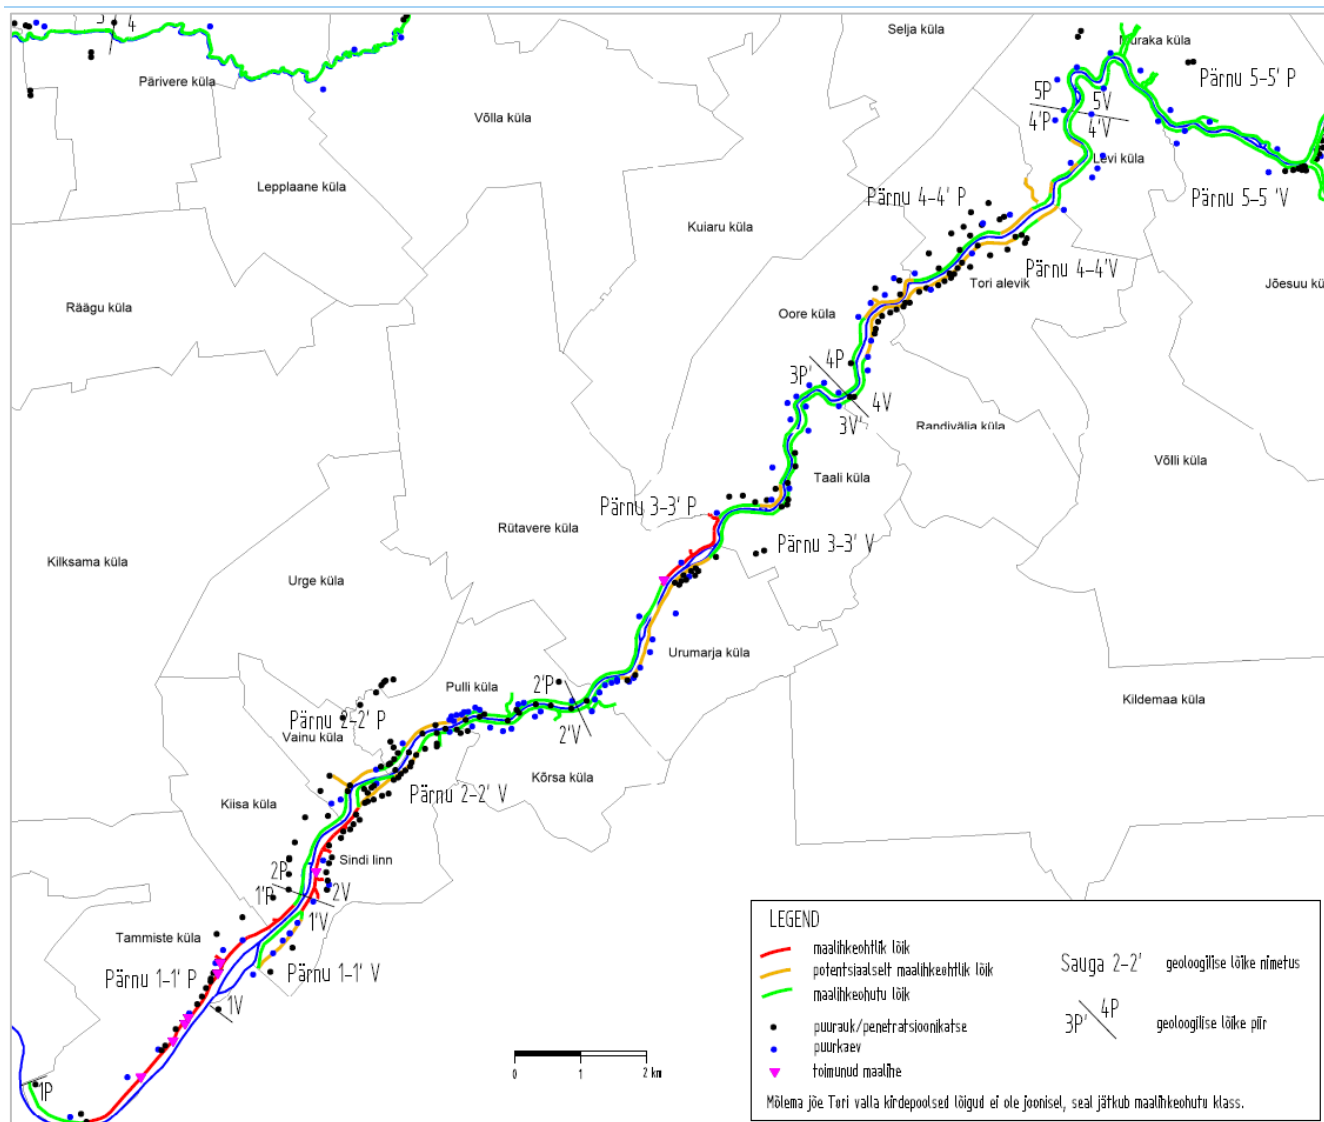 3
4
Pärivere küla
Võlla küla
Selja küla
Muraka küla
Pärnu 5-5' P
5P
5V
4'P
4'V
Levi küla
Lepplaane küla
Pärnu 4-4' P
Pärnu 5-5 'V
Kuiaru küla
Pärnu 4-4'V
Tori alevik
Jõesuu kü
Räägu küla
Oore küla
4P
3P'
4V
3V'
Randivälja küla
Võlli küla
Taali küla
Pärnu 3-3' P
Rütavere küla
Pärnu 3-3' V
Kilksama küla
Urge küla
Urumarja küla
2'P
Pulli küla
Kildemaa küla
Pärnu 2-2' P
2'V
Vainu küla
Kõrsa küla
Pärnu 2-2' V
Kiisa küla
Sindi linn
2P
1'P
2V
1'V
Tammiste küla
Pärnu 1-1' P
Pärnu 1-1' V
1V
1P
0
1
2 km
LEGEND
maalihkeohtlik lõik
potentsiaalselt maalihkeohtlik lõik
maalihkeohutu lõik
puurauk/penetratsioonikatse
puurkaev
toimunud maalihe
Sauga 2-2'
geoloogilise lõike nimetus
4P
3P'
geoloogilise lõike piir
Mõlema jõe Tori valla kirdepoolsed lõigud ei ole joonisel, seal jätkub maalihkeohutu klass.